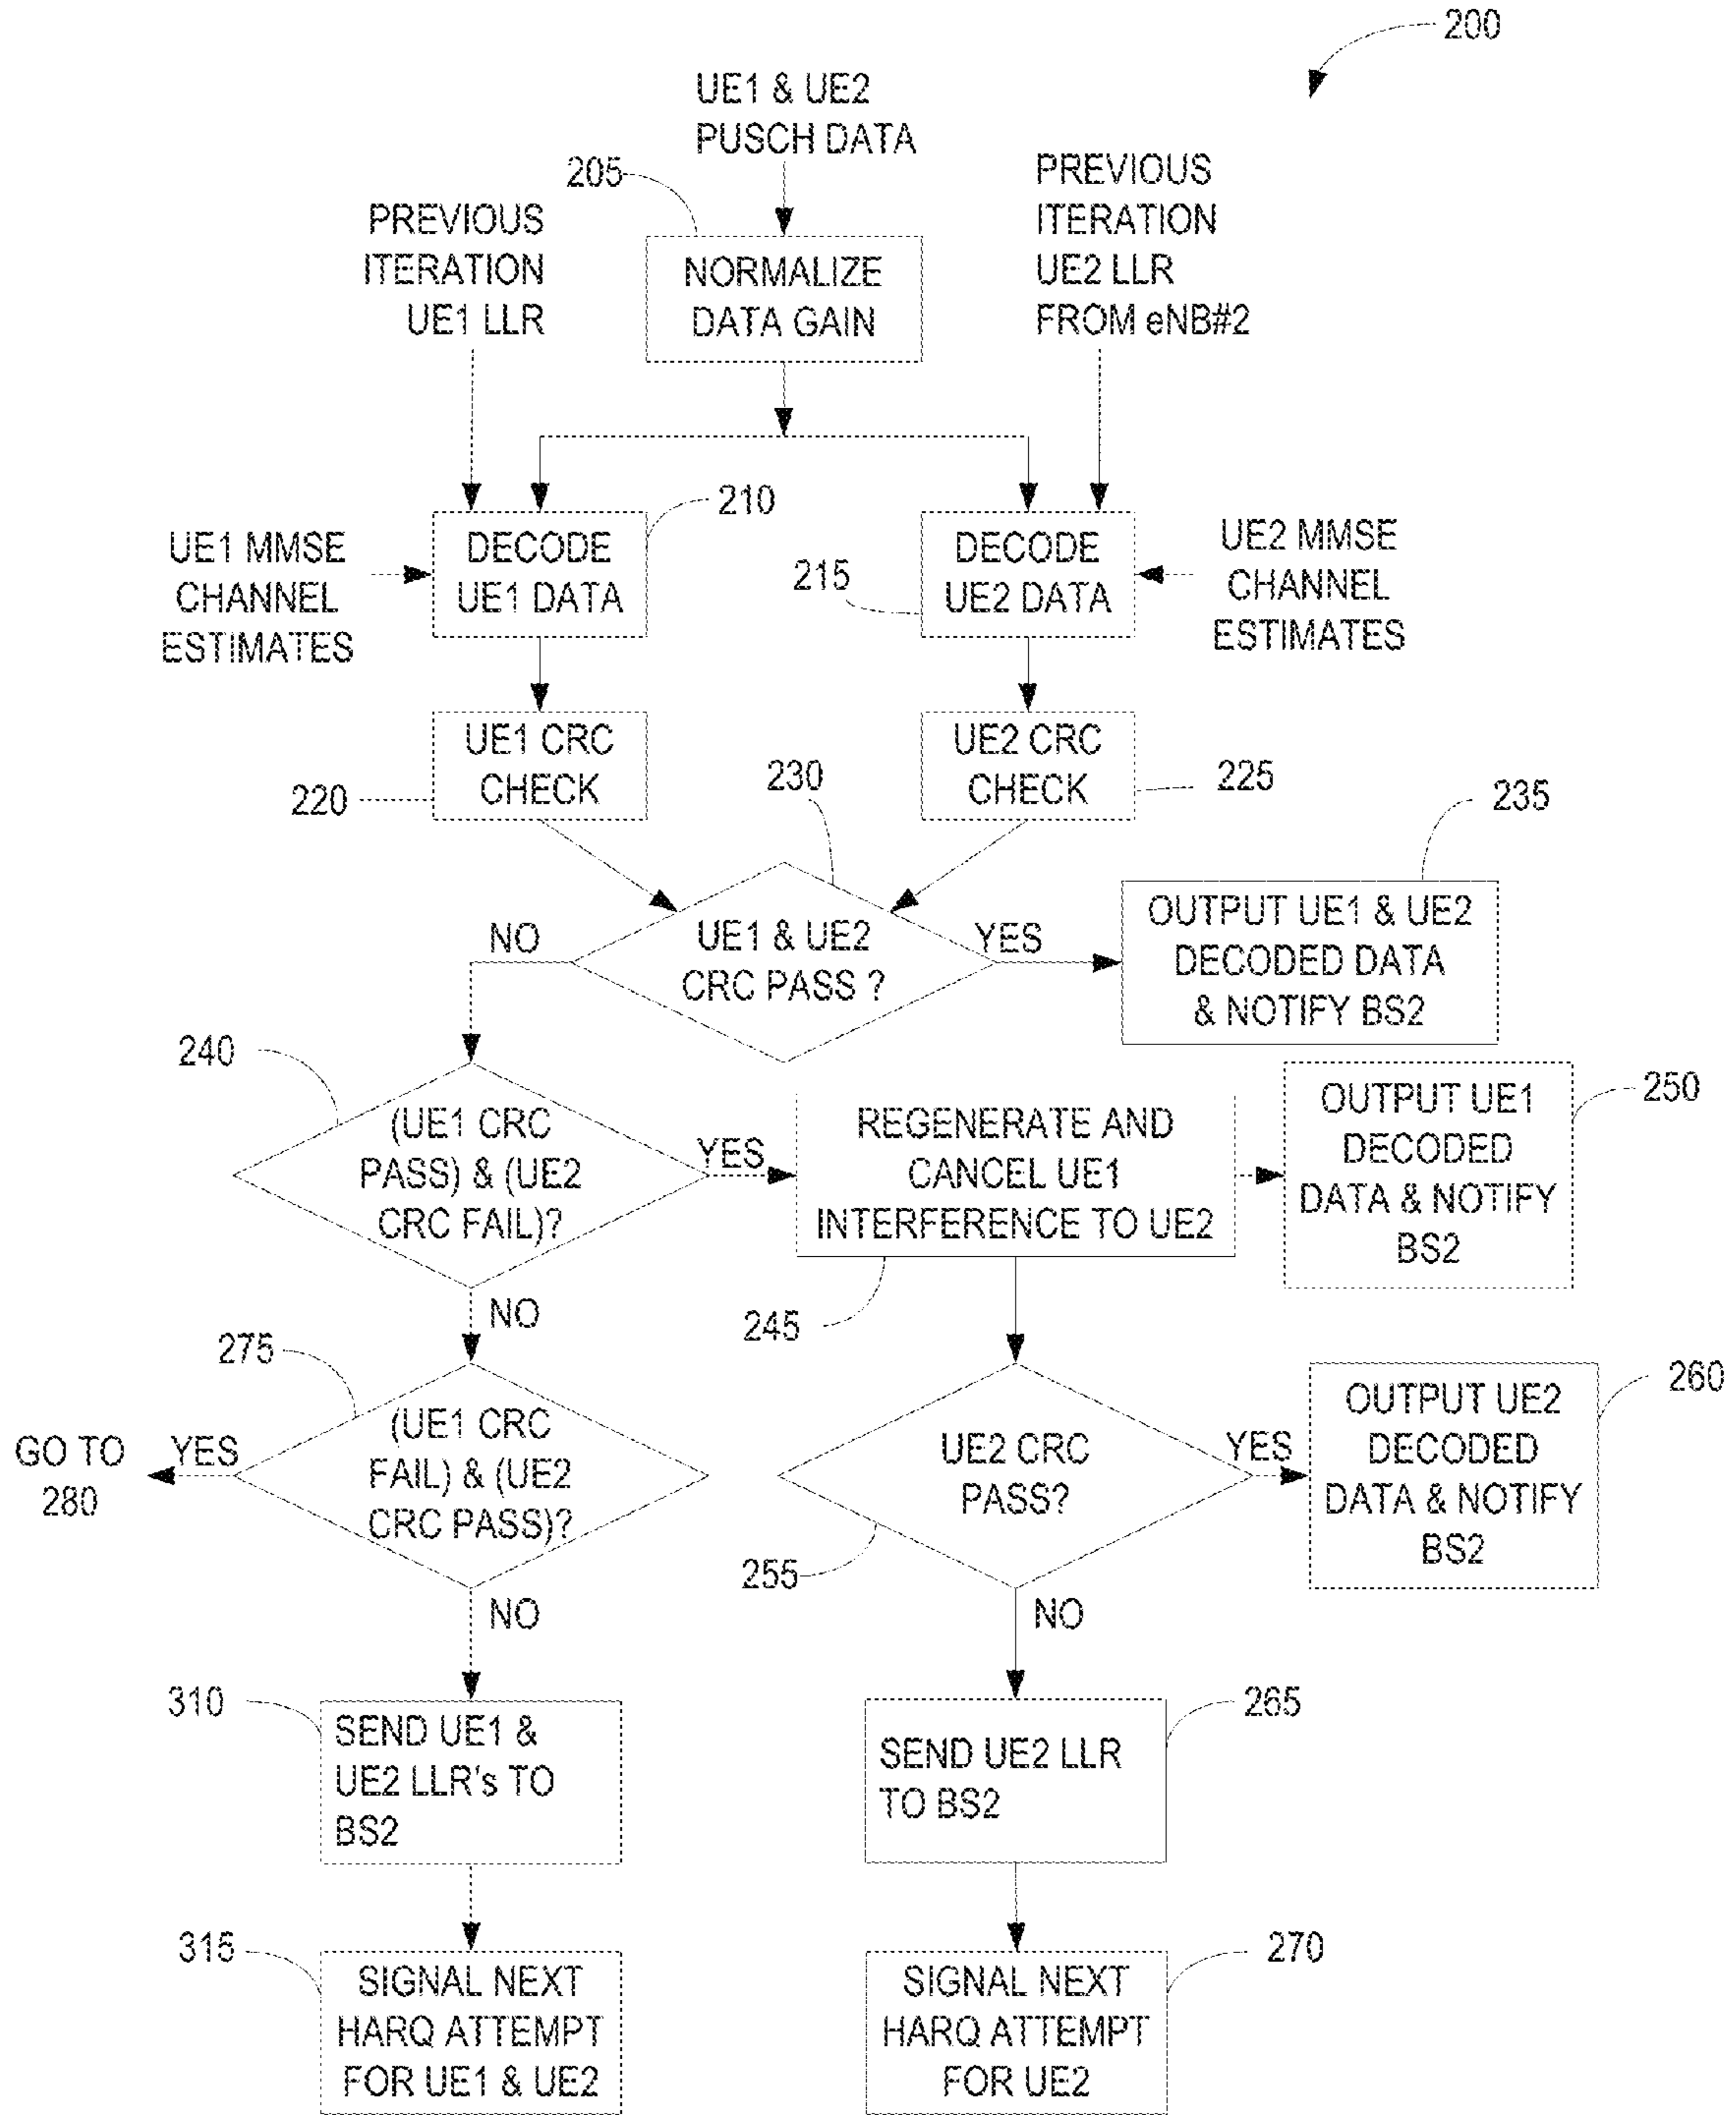 200
UE1 & UE2
PUSCH DATA
205
PREVIOUS
ITERATION
UE1 LLR
NORMALIZE
DATA GAIN
PREVIOUS
ITERATION
UE2 LLR
FROM eNB#2
210
UE1 MMSE
CHANNEL
ESTIMATES
DECODE
UE1 DATA
215
DECODE
UE2 DATA
UE2 MMSE
CHANNEL
ESTIMATES
220
UE1 CRC
CHECK
230
UE2 CRC
CHECK
225
235
NO
UE1 & UE2
CRC PASS ?
YES
OUTPUT UE1 & UE2
DECODED DATA
& NOTIFY BS2
240
(UE1 CRC
PASS) & (UE2
CRC FAIL)?
YES
REGENERATE AND
CANCEL UE1
INTERFERENCE TO UE2
245
OUTPUT UE1
DECODED
DATA & NOTIFY
BS2
250
NO
275
GO TO
280
YES
(UE1 CRC
FAIL) & (UE2
CRC PASS)?
UE2 CRC
PASS?
255
YES
OUTPUT UE2
DECODED
DATA & NOTIFY
BS2
260
NO
NO
310
SEND UE1 &
UE2 LLR's TO
BS2
SEND UE2 LLR
TO BS2
265
315
SIGNAL NEXT
HARQ ATTEMPT
FOR UE1 & UE2
SIGNAL NEXT
HARQ ATTEMPT
FOR UE2
270